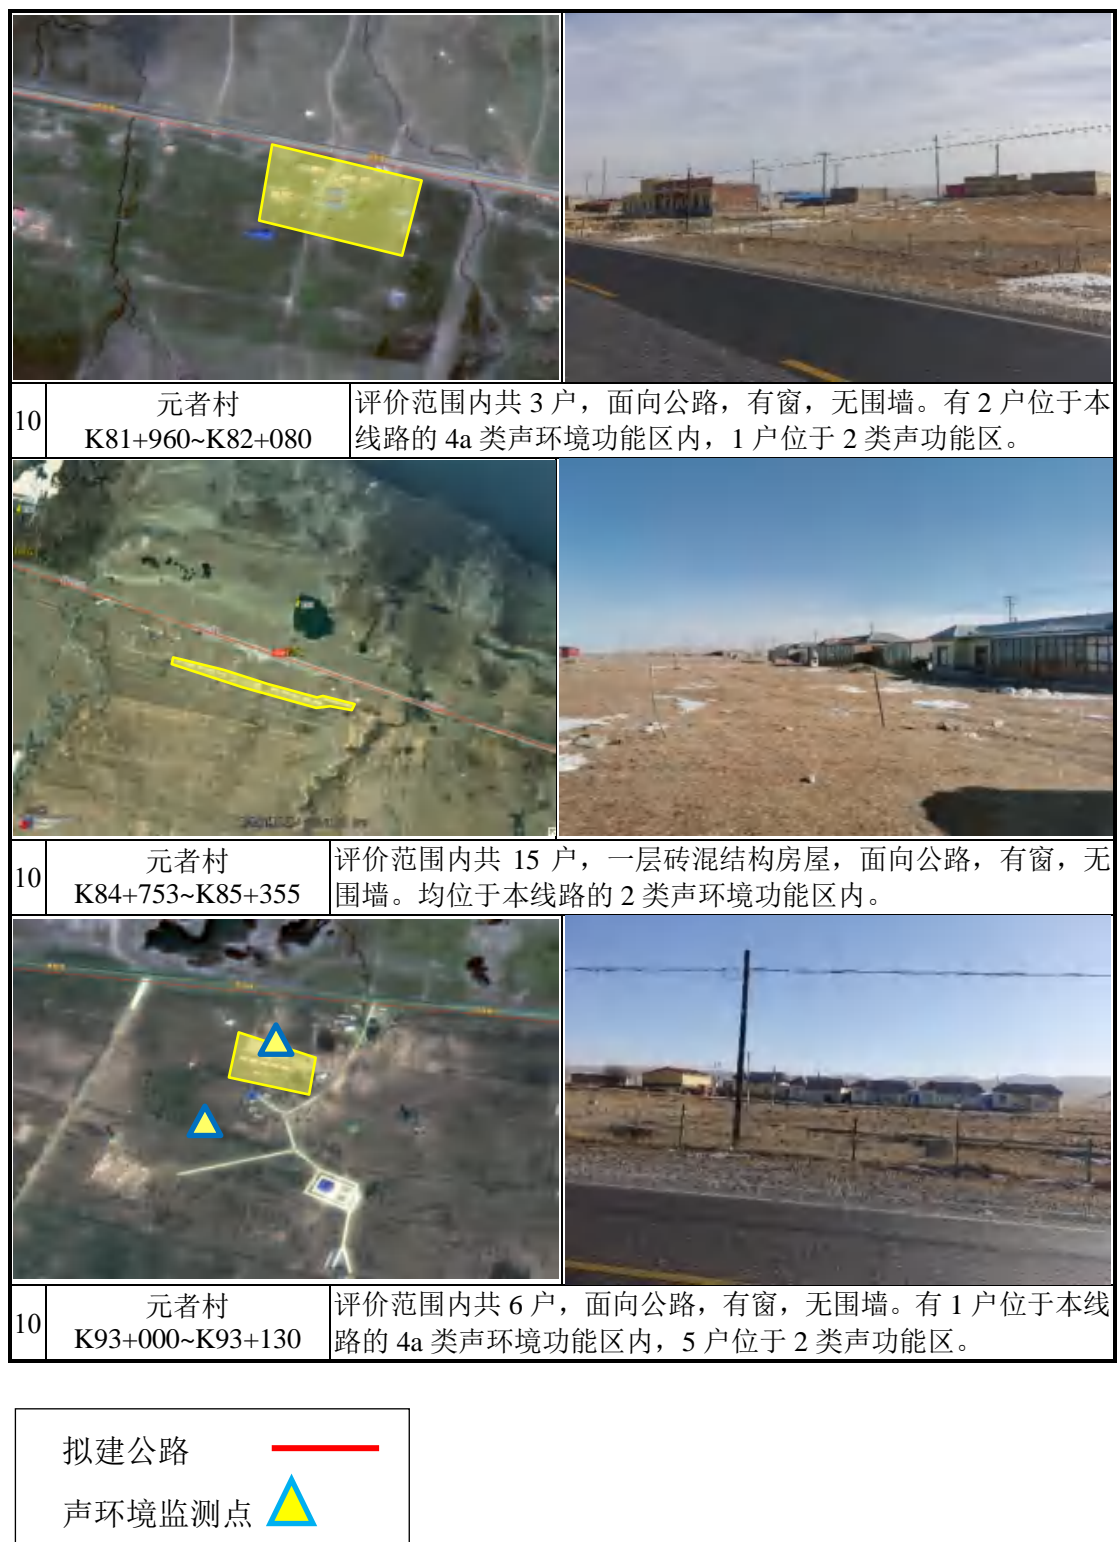 10
元者村
K81+960~K82+080
评价范围内共 3 户，面向公路，有窗，无围墙。有 2 户位于本
线路的 4a 类声环境功能区内，1 户位于 2 类声功能区。
10
元者村
K84+753~K85+355
评价范围内共 15 户，一层砖混结构房屋，面向公路，有窗，无
围墙。均位于本线路的 2 类声环境功能区内。
10
元者村
K93+000~K93+130
评价范围内共 6 户，面向公路，有窗，无围墙。有 1 户位于本线
路的 4a 类声环境功能区内，5 户位于 2 类声功能区。
拟建公路
声环境监测点